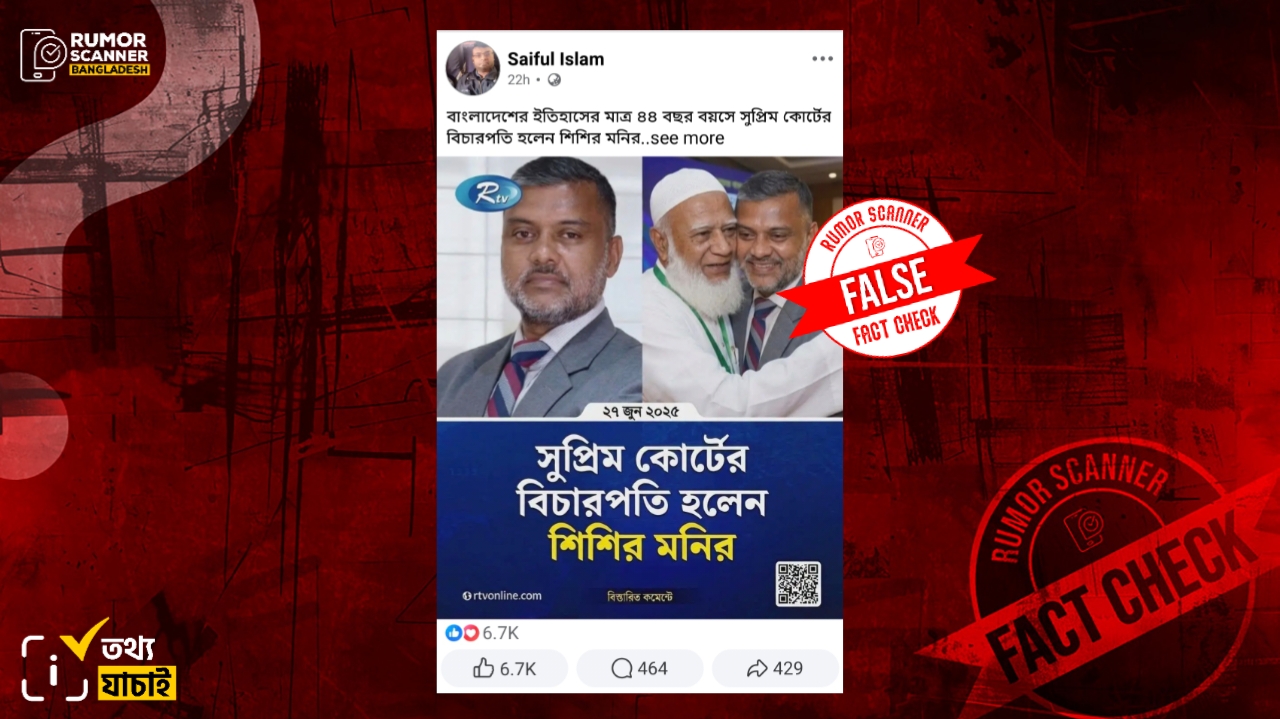 RUMOR
SCANNER
BANGLADESH
Saiful Islam
22h
বাংলাদেশের ইতিহাসের মাত্র ৪৪ বছর বয়সে সুপ্রিম কোর্টের
বিচারপতি হলেন শিশির মনির..see more
Rtv
RUMOR SCANNER
FALSE
FACT CHECK
২৭ জুন ২০২৫
সুপ্রিম কোর্টের
বিচারপতি হলেন
শিশির মনির
rtvonline.com
বিস্তারিত কমেন্টে
6.7K
6.7K
464
429
RUMOR SCANNER
FACT CHECK
তথ্য
যাচাই